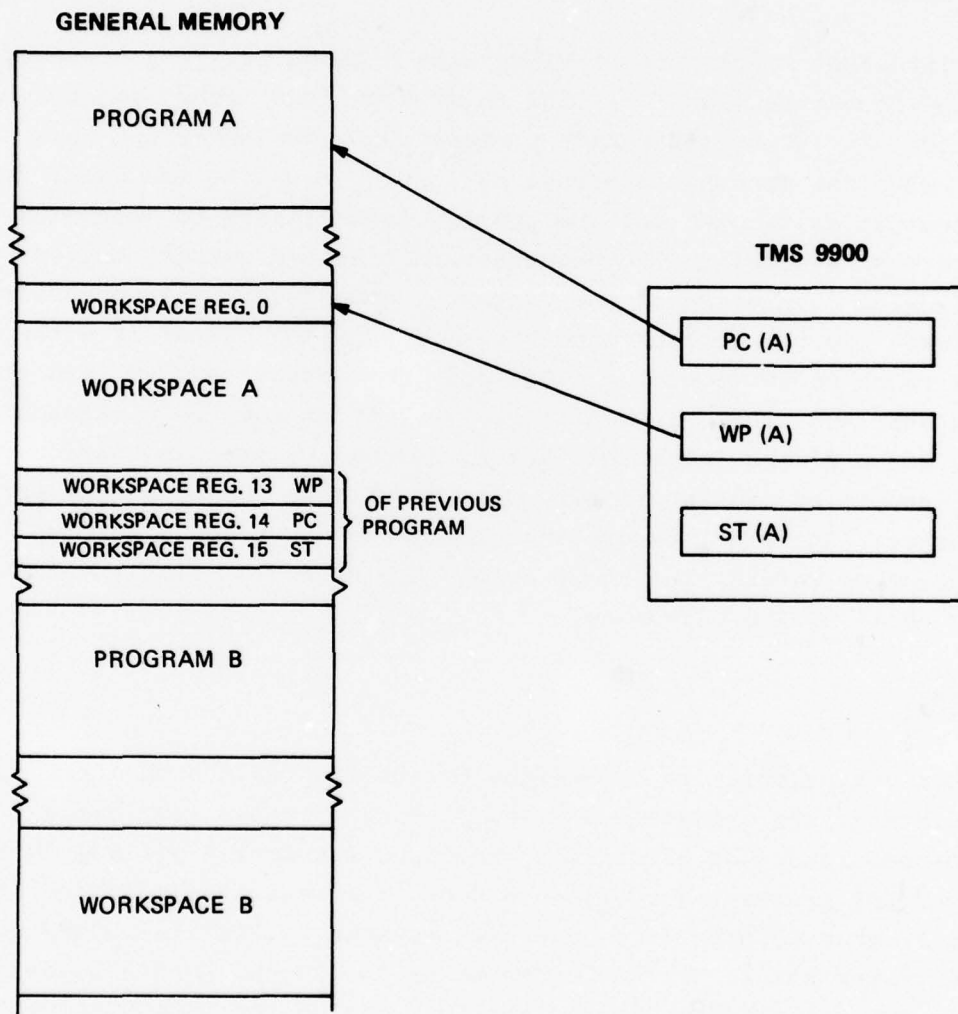 GENERAL MEMORY
PROGRAM A
WORKSPACE REG. 0
WORKSPACE A
WORKSPACE REG. 13 WP
WORKSPACE REG. 14 PC
WORKSPACE REG. 15 ST
OF PREVIOUS
PROGRAM
PROGRAM B
WORKSPACE B
TMS 9900
PC (A)
WP (A)
ST (A)